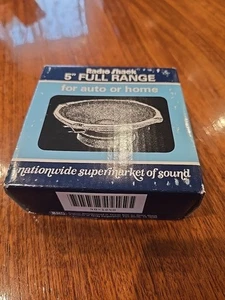 Radio Shack
5" FULL RANGE
for auto or home
nationwide supermarket of sound